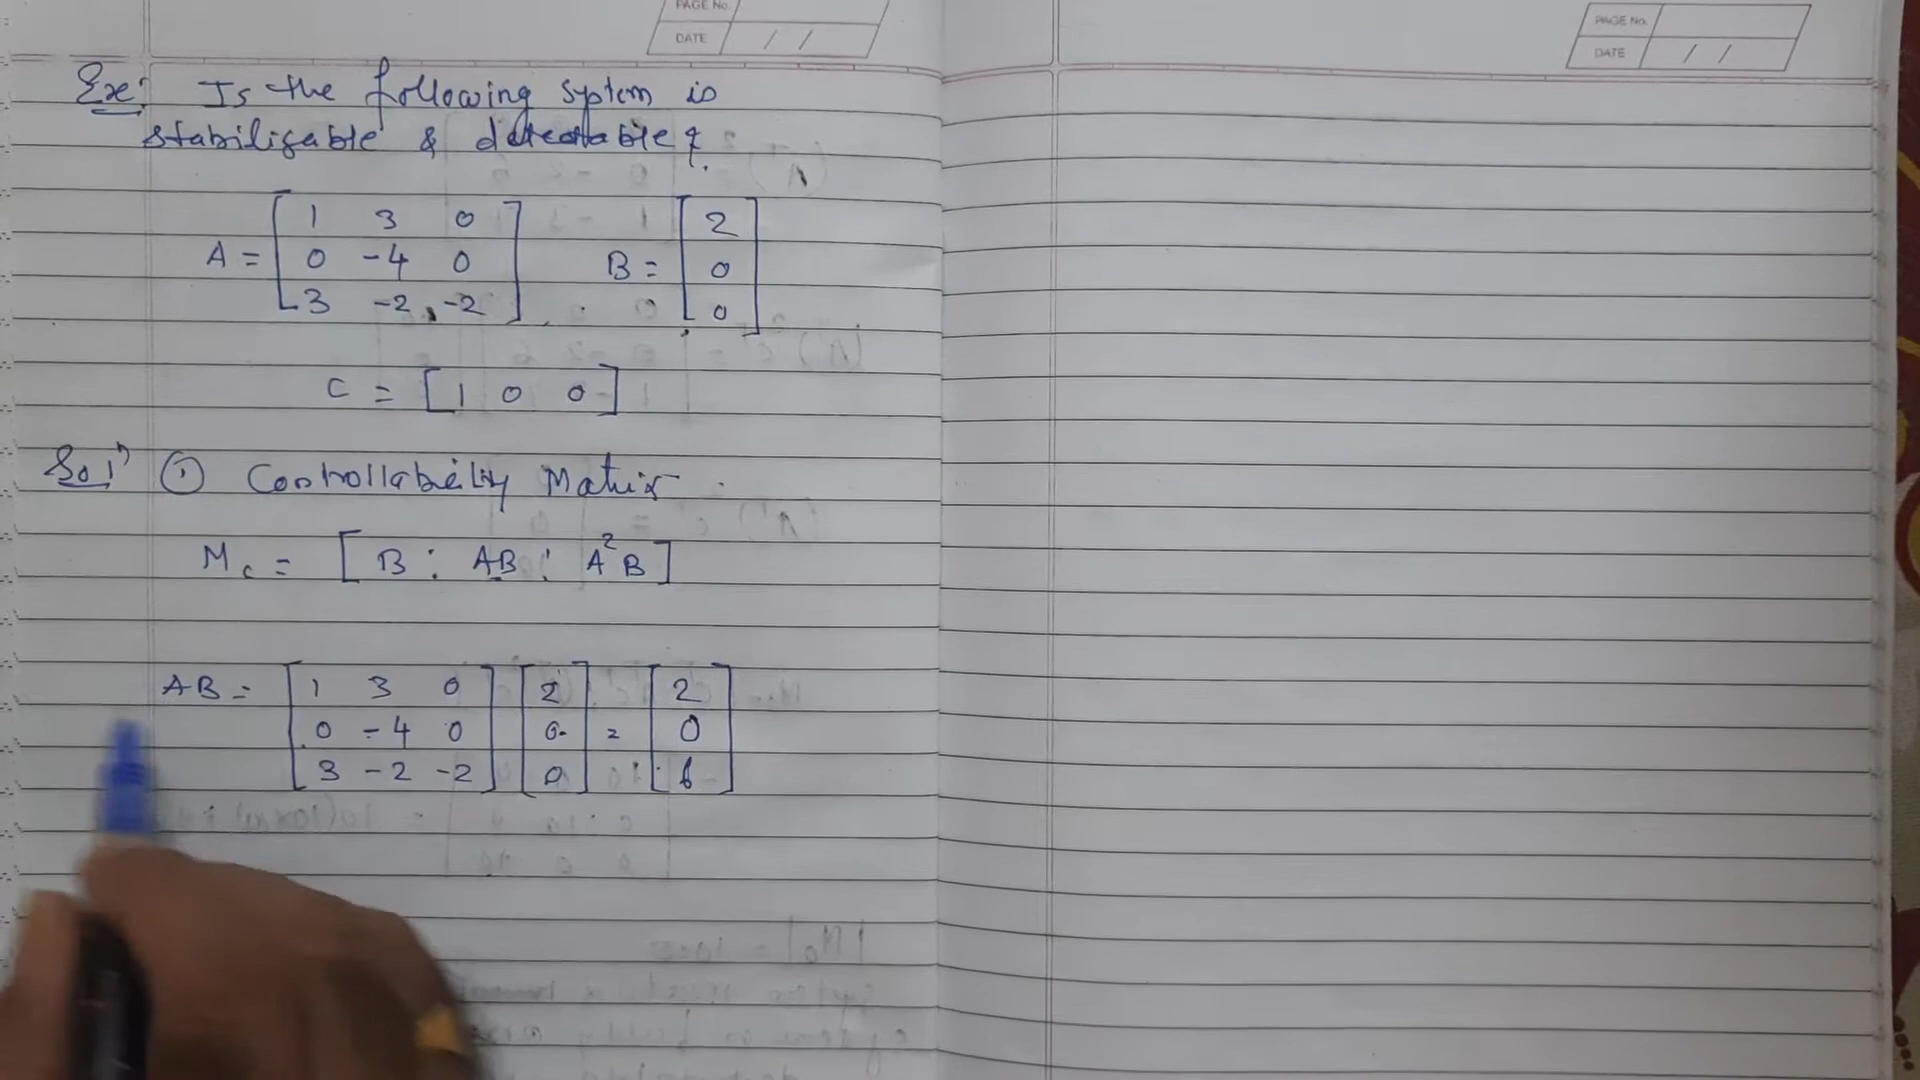 PAGE No.
DATE / /
PAGE No.
DATE / /
Ex: Is the following system is
stabilizable & detectable ?
A = [ 1 3 0
0 -4 0
3 -2 -2 ]
B = [ 2
0
0 ]
C = [ 1 0 0 ]
Solⁿ ① Controllability Matrix
Mc = [ B : AB : A²B ]
AB = [ 1 3 0
0 -4 0
3 -2 -2 ] [ 2
0
0 ] = [ 2
0
6 ]